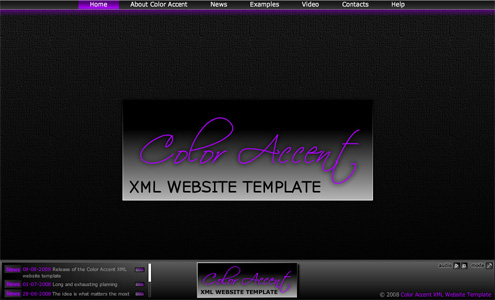 Home About Color Accent News Examples Video Contacts Help
Color Accent
XML WEBSITE TEMPLATE
News 08-08-2008 Release of the Color Accent XML
website template
News 01-07-2008 Long and exhausting planning
News 28-06-2008 The idea is what matters the most
Color Accent
XML WEBSITE TEMPLATE
audio
© 2008 Color Accent XML Website Template